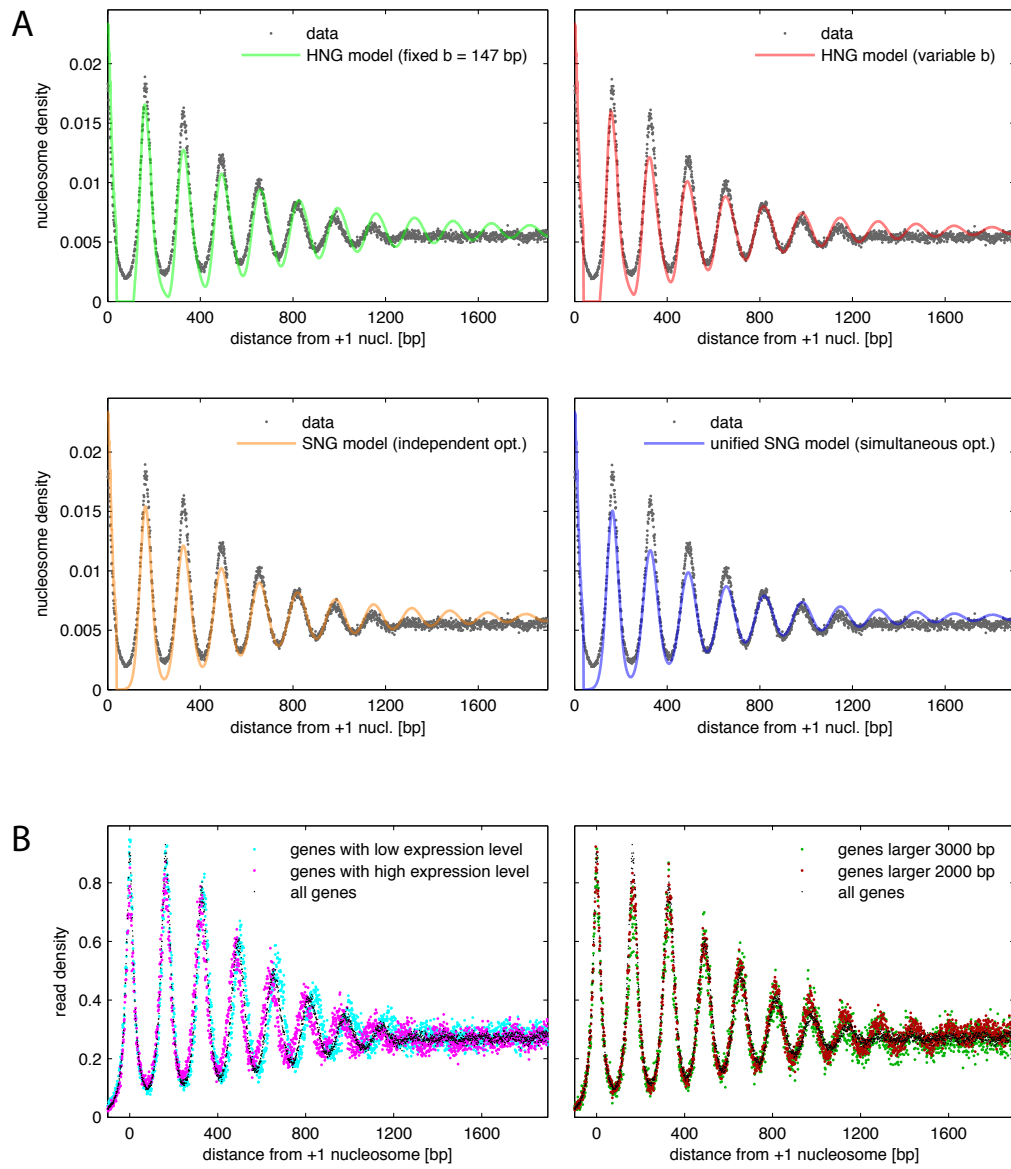 A
data
HNG model (fixed b = 147 bp)
0.02
0.015
0.01
0.005
0
nucleosome density
0 400 800 1200 1600
distance from +1 nucl. [bp]
data
HNG model (variable b)
0 400 800 1200 1600
distance from +1 nucl. [bp]
data
SNG model (independent opt.)
0.02
0.015
0.01
0.005
0
nucleosome density
0 400 800 1200 1600
distance from +1 nucl. [bp]
data
unified SNG model (simultaneous opt.)
0 400 800 1200 1600
distance from +1 nucl. [bp]
B
genes with low expression level
genes with high expression level
all genes
0.8
0.6
0.4
0.2
0
read density
0 400 800 1200 1600
distance from +1 nucleosome [bp]
genes larger 3000 bp
genes larger 2000 bp
all genes
0 400 800 1200 1600
distance from +1 nucleosome [bp]